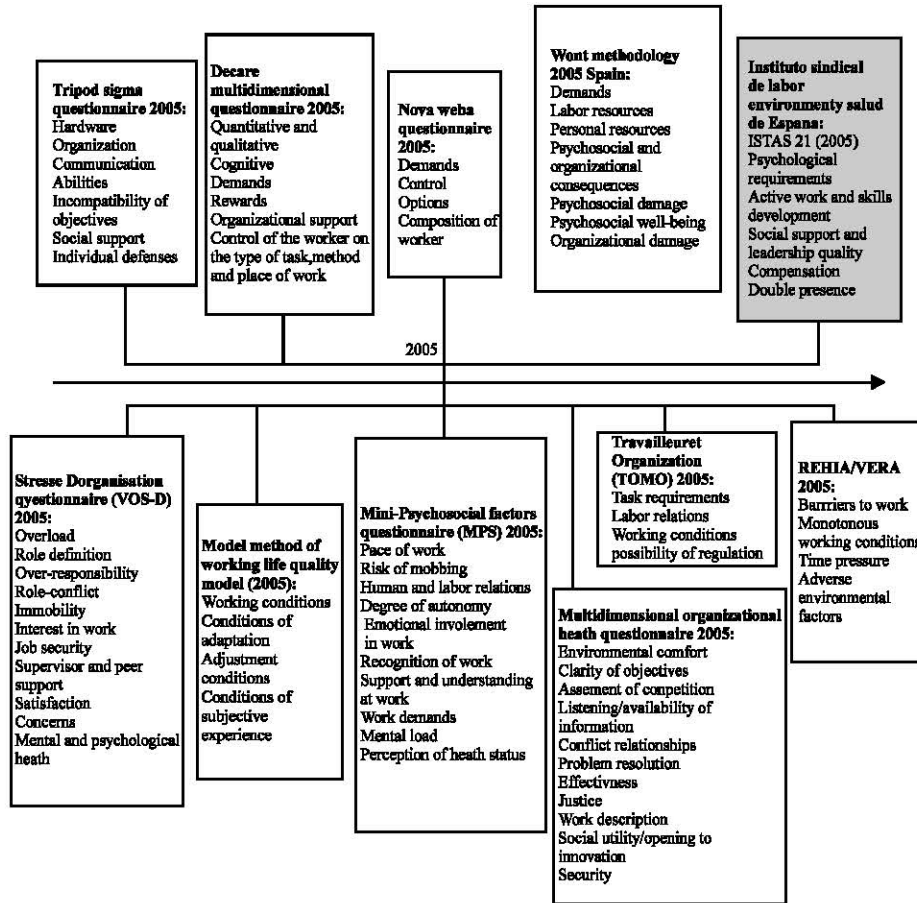 Tripod sigma
questionnaire 2005:
Hardware
Organization
Communication
Abilities
Incompatibility of
objectives
Social support
Individual defenses
Decare
multidimensional
questionnaire 2005:
Quantitative and
qualitative
Cognitive
Demands
Rewards
Organizational support
Control of the worker on
the type of task,method
and place of work
Nova weba
questionnaire
2005:
Demands
Control
Options
Composition of
worker
Wont methodology
2005 Spain:
Demands
Labor resources
Personal resources
Psychosocial and
organizational
consequences
Psychosocial damage
Psychosocial well-being
Organizational damage
Instituto sindical
de labor
environmenty salud
de Espana:
ISTAS 21 (2005)
Psychological
requirements
Active work and skills
development
Social support and
leadership quality
Compensation
Double presence
2005
Stresse Dorganisation
qyestionnaire (VOS-D)
2005:
Overload
Role definition
Over-responsibility
Role-conflict
Immobility
Interest in work
Job security
Supervisor and peer
support
Satisfaction
Concerns
Mental and psychological
heath
Model method of
working life quality
model (2005):
Working conditions
Conditions of
adaptation
Adjustment
conditions
Conditions of
subjective
experience
Mini-Psychosocial factors
questionnaire (MPS) 2005:
Pace of work
Risk of mobbing
Human and labor relations
Degree of autonomy
Emotional involement
in work
Recognition of work
Support and understanding
at work
Work demands
Mental load
Perception of heath status
Travailleuret
Organization
(TOMO) 2005:
Task requirements
Labor relations
Working conditions
possibility of regulation
Multidimensional organizational
heath questionnaire 2005:
Environmental comfort
Clarity of objectives
Assement of competition
Listening/availability of
information
Conflict relationships
Problem resolution
Effectivness
Justice
Work description
Social utility/opening to
innovation
Security
REHIA/VERA
2005:
Barrriers to work
Monotonous
working conditions
Time pressure
Adverse
environmental
factors